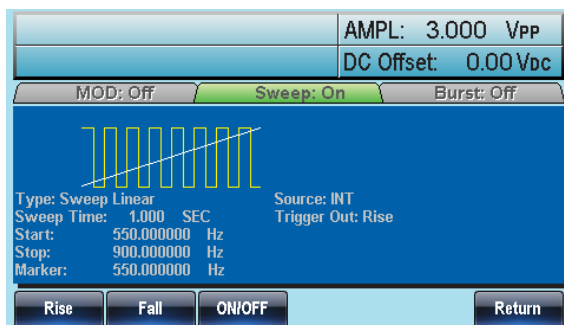 AMPL: 3.000 VPP
DC Offset: 0.00 VDC
MOD: Off Sweep: On Burst: Off
Type: Sweep Linear Source: INT
Sweep Time: 1.000 SEC Trigger Out: Rise
Start: 550.000000 Hz
Stop: 900.000000 Hz
Marker: 550.000000 Hz
Rise Fall ON/OFF Return